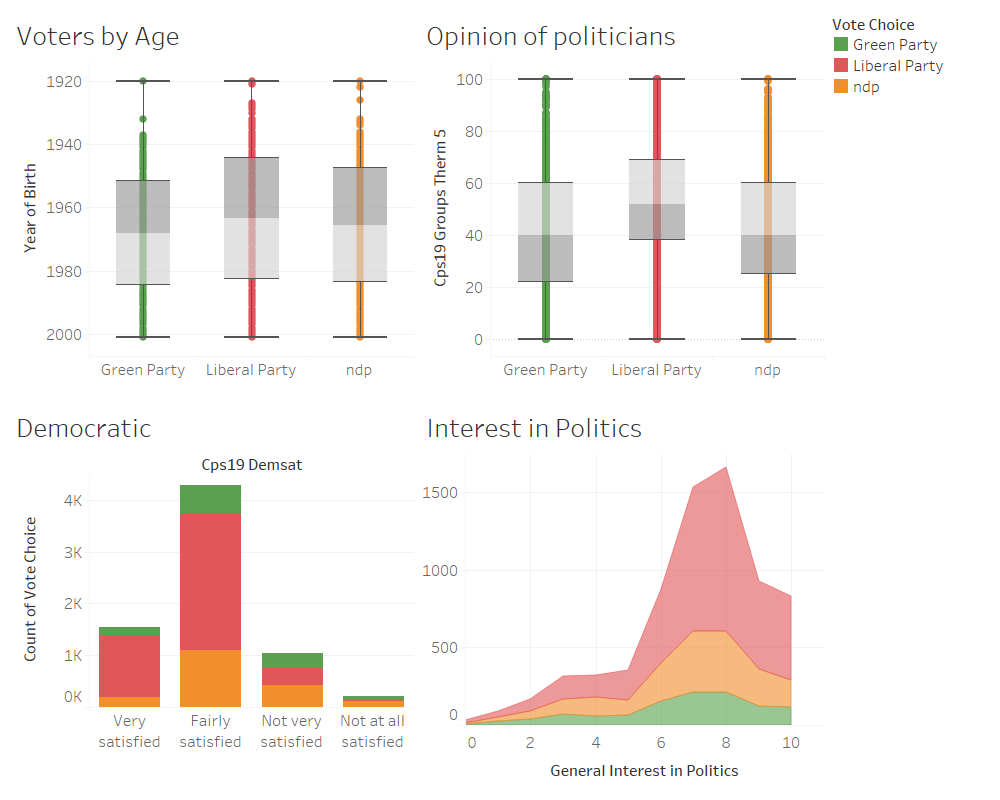 Voters by Age
Year of Birth
1920
1940
1960
1980
2000
Green Party Liberal Party ndp
Opinion of politicians
Cps19 Groups Therm 5
100
80
60
40
20
0
Green Party Liberal Party ndp
Vote Choice
Green Party
Liberal Party
ndp
Democratic
Cps19 Demsat
Count of Vote Choice
4K
3K
2K
1K
0K
Very satisfied
Fairly satisfied
Not very satisfied
Not at all satisfied
Interest in Politics
1500
1000
500
0
0 2 4 6 8 10
General Interest in Politics